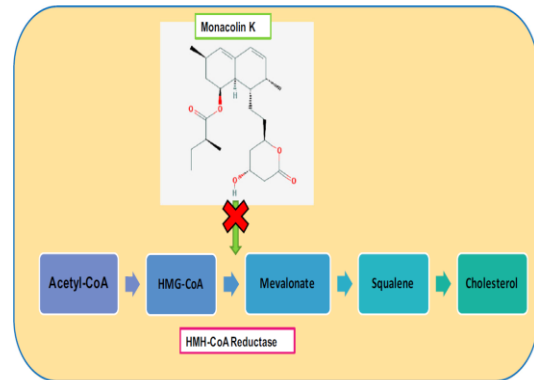 Monacolin K
H
O
O
O
O
O
H
Acetyl-CoA
HMG-CoA
Mevalonate
Squalene
Cholesterol
HMH-CoA Reductase